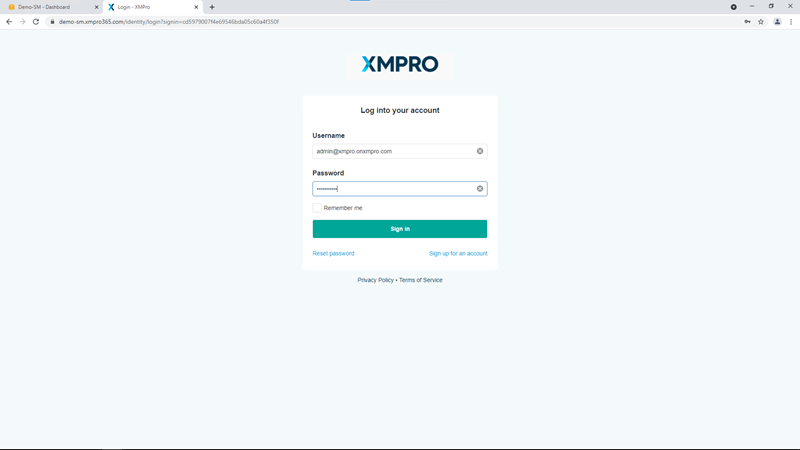 Demo-SM - Dashboard
Login - XMPro
demo-sm.xmpro365.com/identity/login?signin=cd5979007f4e69546bda05c60a4f350f
XMPRO
Log into your account
Username
admin@xmpro.onxmpro.com
Password
Remember me
Sign in
Reset password
Sign up for an account
Privacy Policy • Terms of Service